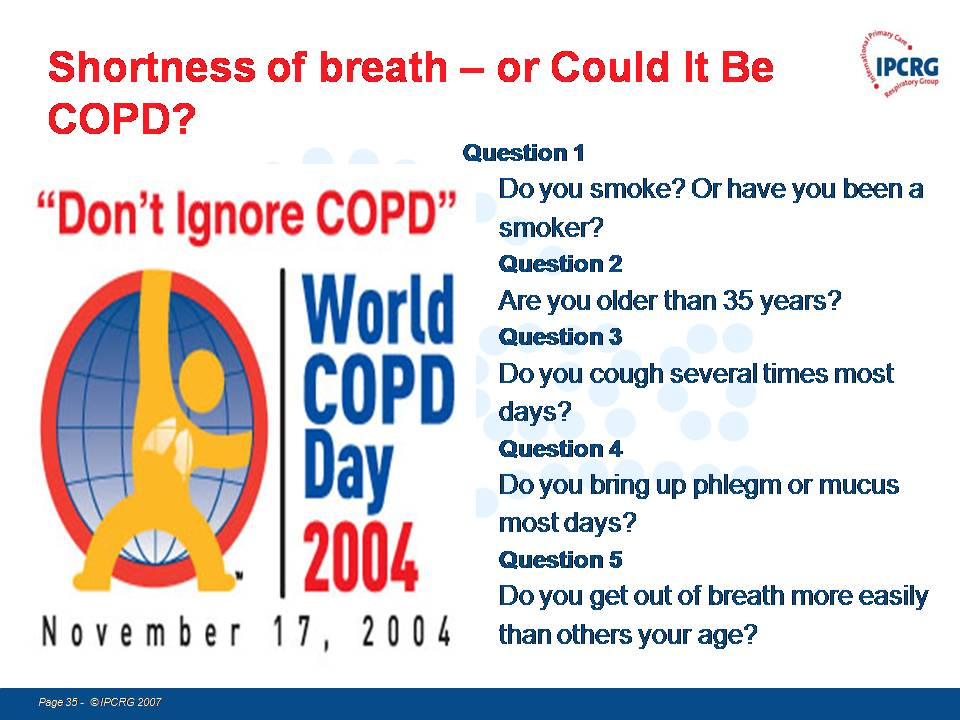 Shortness of breath – or Could It Be
COPD?
International Primary Care
IPCRG
Respiratory Group
“Don’t Ignore COPD”
World
COPD
Day
2004
™
November 17, 2004
Question 1
Do you smoke? Or have you been a
smoker?
Question 2
Are you older than 35 years?
Question 3
Do you cough several times most
days?
Question 4
Do you bring up phlegm or mucus
most days?
Question 5
Do you get out of breath more easily
than others your age?
Page 35 - © IPCRG 2007